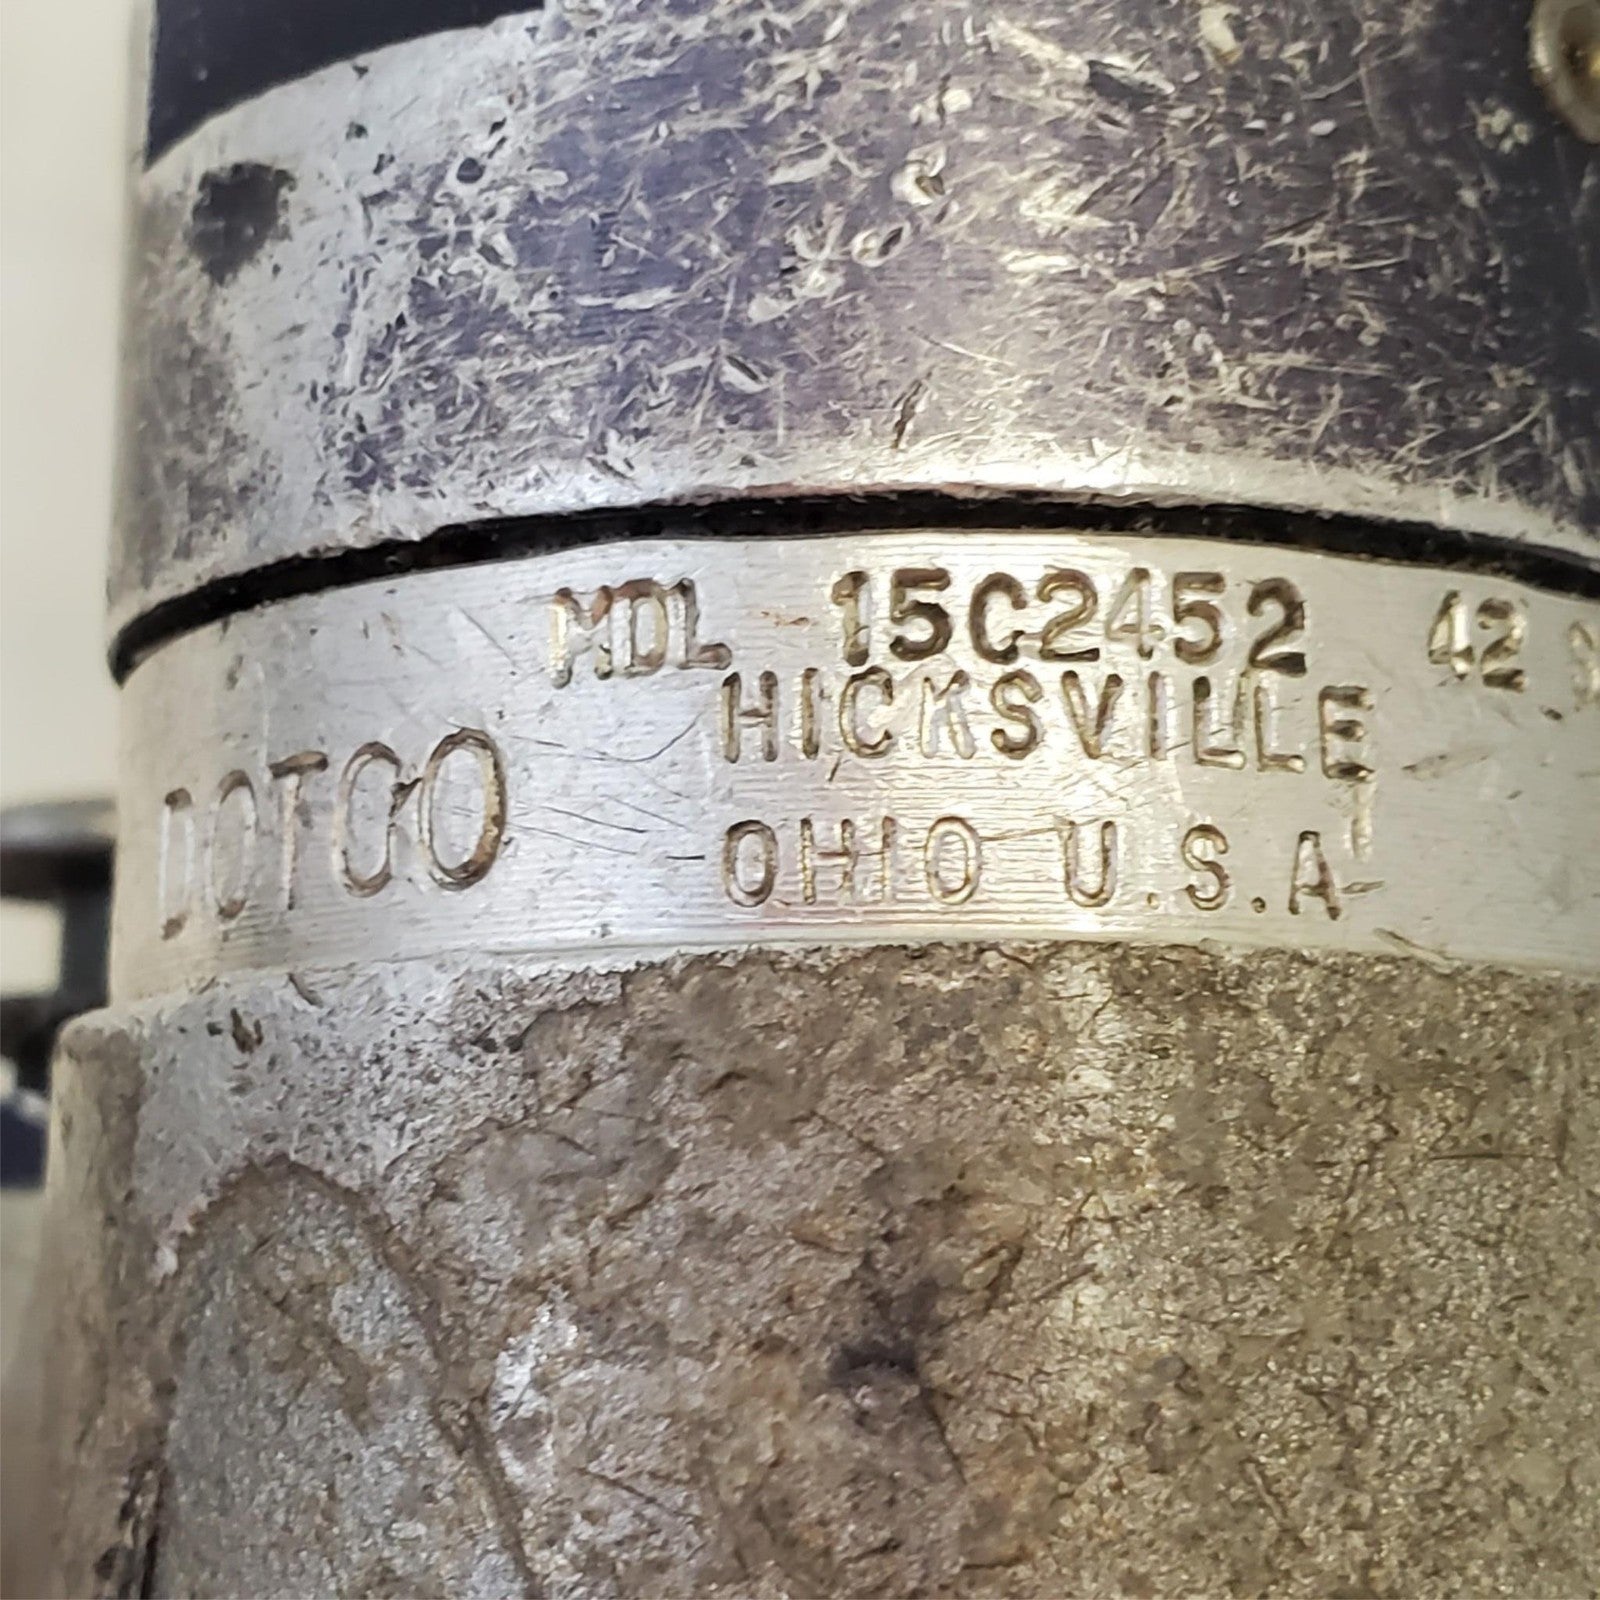 MDL 15C2452 42
HICKSVILLE
DOTCO
OHIO U.S.A